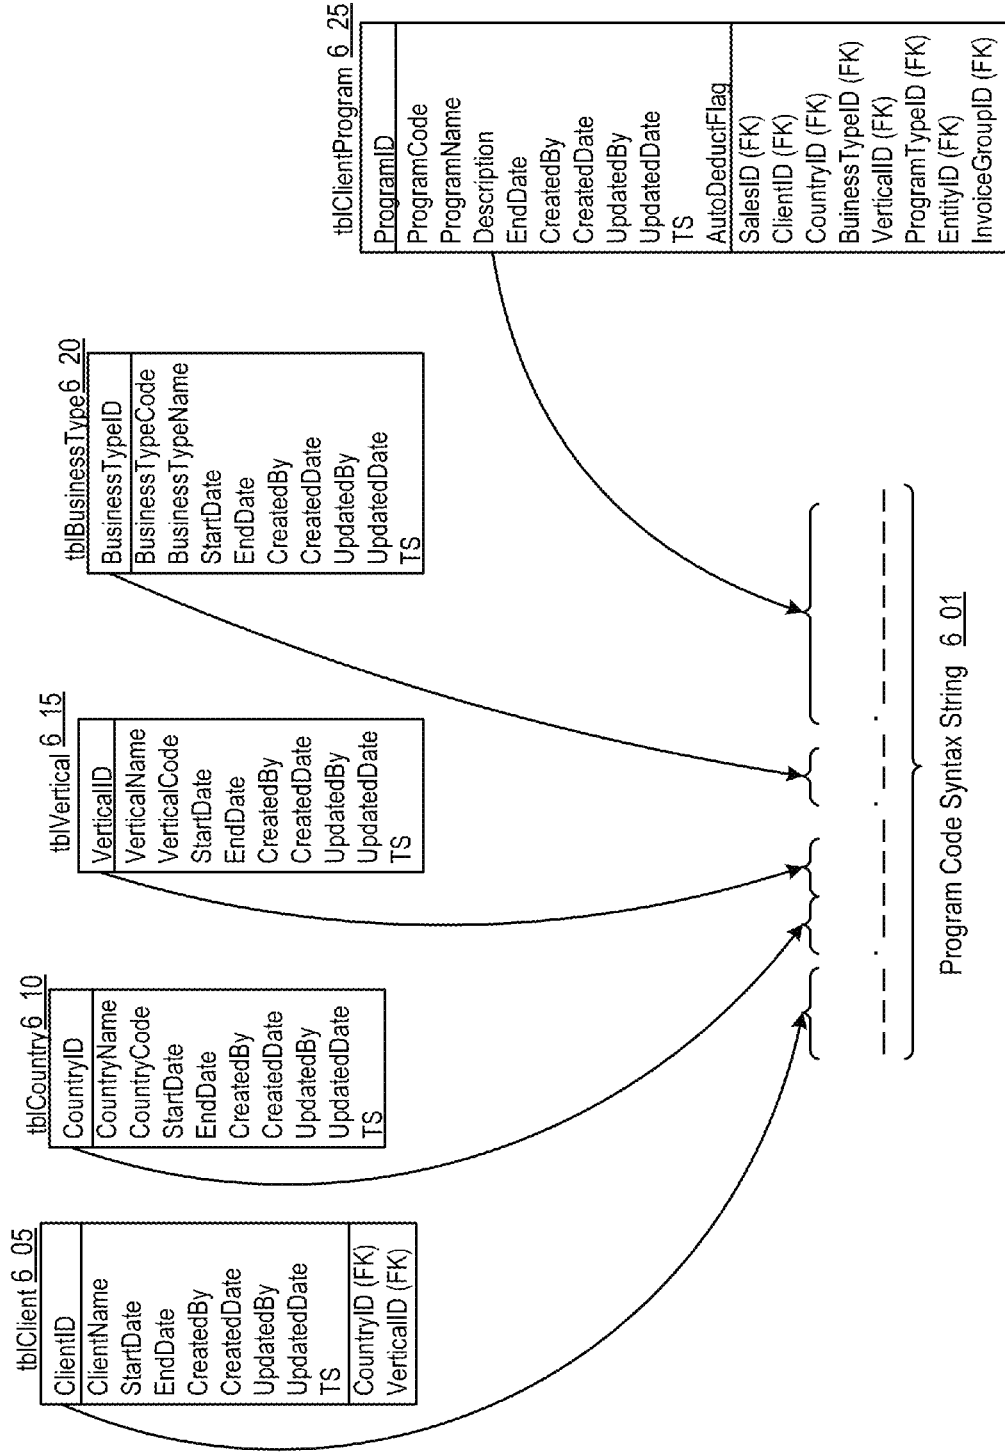 tblClient 6 05
ClientID
ClientName
StartDate
EndDate
CreatedBy
CreatedDate
UpdatedBy
UpdatedDate
TS
CountryID (FK)
VerticalID (FK)
tblCountry 6 10
CountryID
CountryName
CountryCode
StartDate
EndDate
CreatedBy
CreatedDate
UpdatedBy
UpdatedDate
TS
tblVertical 6 15
VerticalID
VerticalName
VerticalCode
StartDate
EndDate
CreatedBy
CreatedDate
UpdatedBy
UpdatedDate
TS
tblBusinessType 6 20
BusinessTypeID
BusinessTypeCode
BusinessTypeName
StartDate
EndDate
CreatedBy
CreatedDate
UpdatedBy
UpdatedDate
TS
tblClientProgram 6 25
ProgramID
ProgramCode
ProgramName
Description
EndDate
CreatedBy
CreatedDate
UpdatedBy
UpdatedDate
TS
AutoDeductFlag
SalesID (FK)
ClientID (FK)
CountryID (FK)
BuinessTypeID (FK)
VerticalID (FK)
ProgramTypeID (FK)
EntityID (FK)
InvoiceGroupID (FK)
Program Code Syntax String 6 01